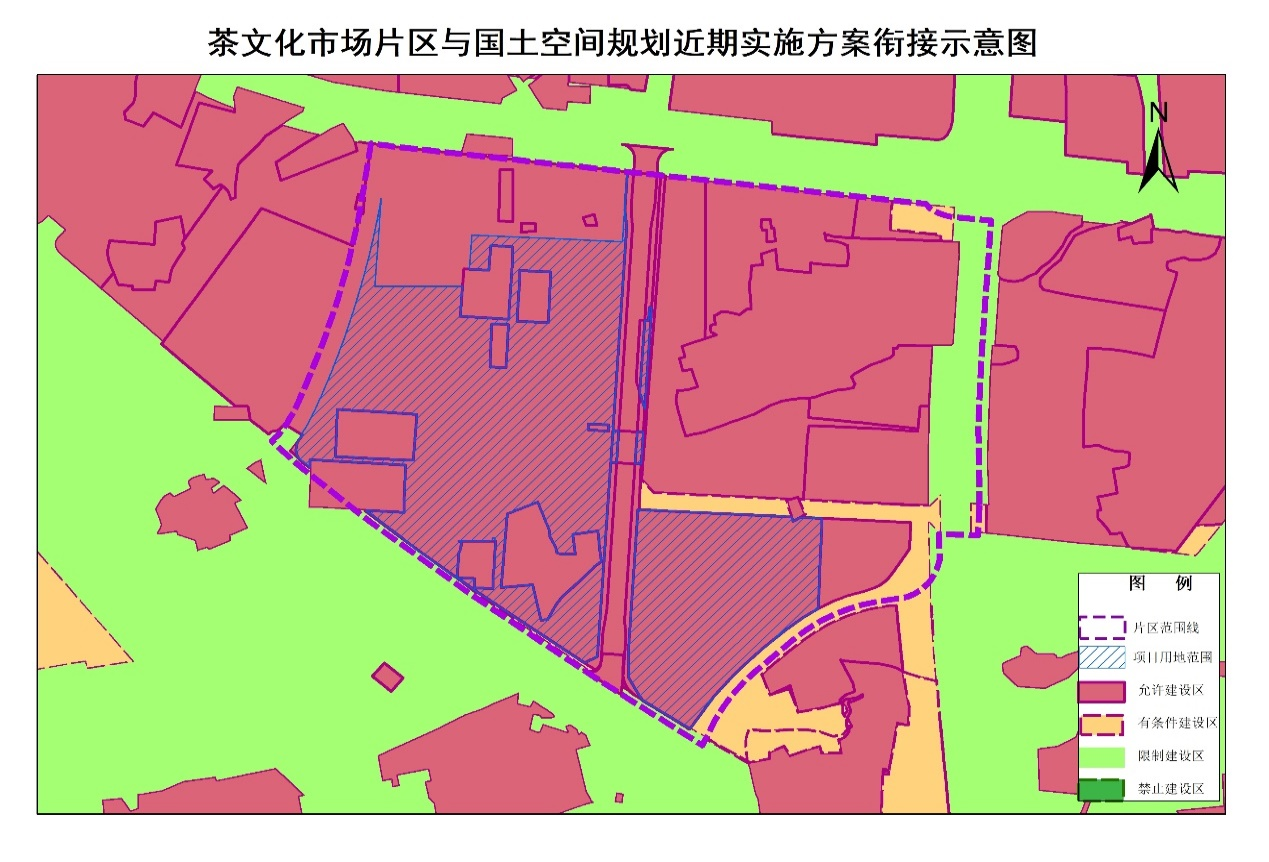 茶文化市场片区与国土空间规划近期实施方案衔接示意图
N
图 例
片区范围线
项目用地范围
允许建设区
有条件建设区
限制建设区
禁止建设区